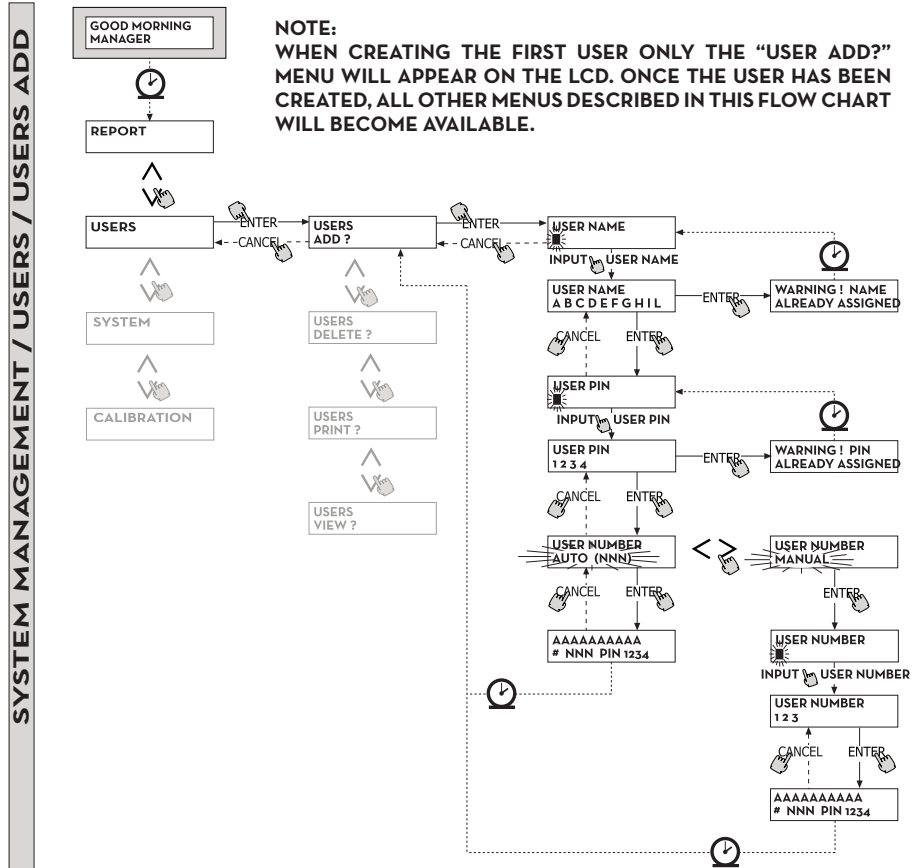 SYSTEM MANAGEMENT / USERS / USERS ADD
GOOD MORNING
MANAGER
NOTE:
WHEN CREATING THE FIRST USER ONLY THE “USER ADD?”
MENU WILL APPEAR ON THE LCD. ONCE THE USER HAS BEEN
CREATED, ALL OTHER MENUS DESCRIBED IN THIS FLOW CHART
WILL BECOME AVAILABLE.
REPORT
USERS
ENTER
CANCEL
USERS
ADD ?
ENTER
CANCEL
USER NAME
INPUT USER NAME
USER NAME
A B C D E F G H I L
ENTER
WARNING ! NAME
ALREADY ASSIGNED
SYSTEM
USERS
DELETE ?
CANCEL ENTER
CALIBRATION
USERS
PRINT ?
USER PIN
INPUT USER PIN
USER PIN
1 2 3 4
ENTER
WARNING ! PIN
ALREADY ASSIGNED
USERS
VIEW ?
CANCEL ENTER
USER NUMBER
AUTO (NNN)
< >
USER NUMBER
MANUAL
CANCEL ENTER
ENTER
AAAAAAAAAA
# NNN PIN 1234
USER NUMBER
INPUT USER NUMBER
USER NUMBER
1 2 3
CANCEL ENTER
AAAAAAAAAA
# NNN PIN 1234